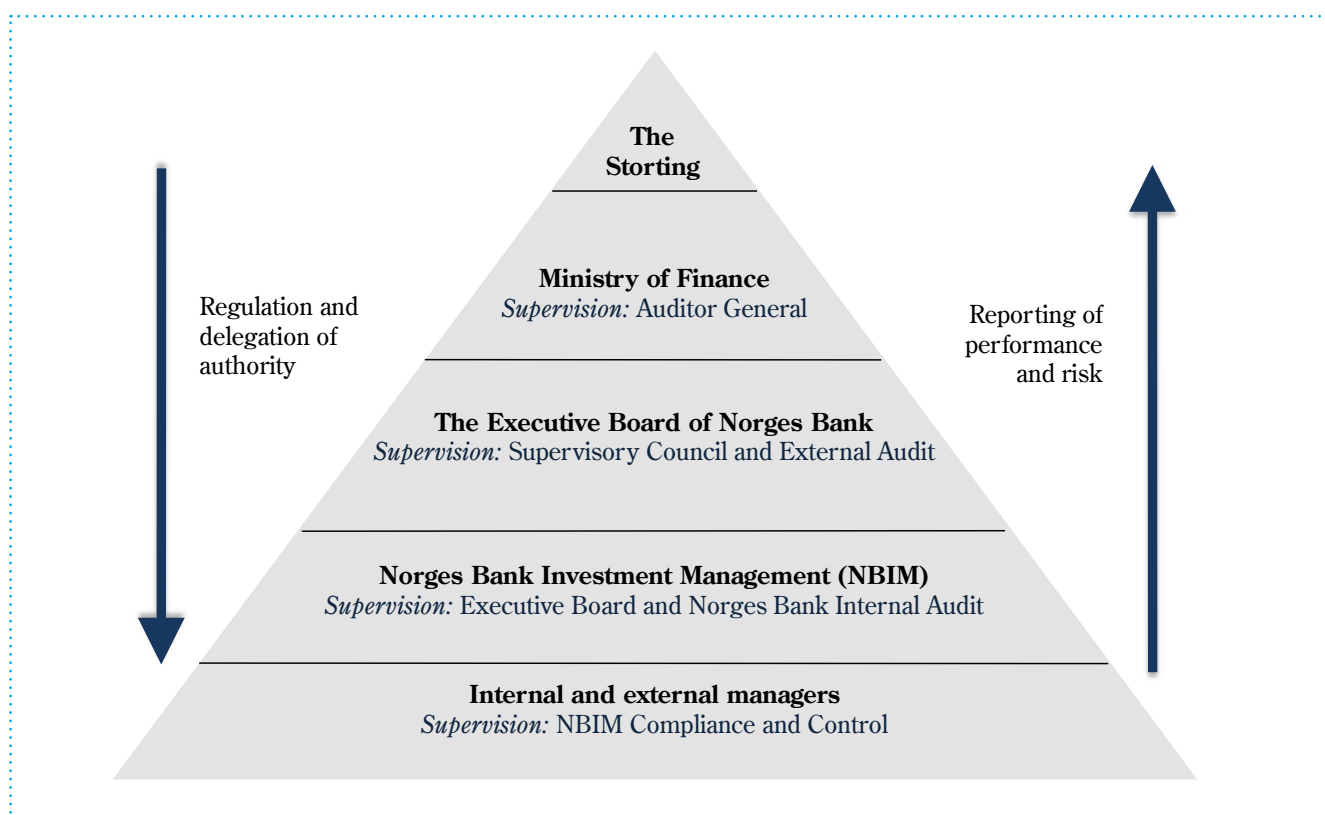 The
Storting
Ministry of Finance
Supervision: Auditor General
Regulation and
delegation of
authority
Reporting of
performance
and risk
The Executive Board of Norges Bank
Supervision: Supervisory Council and External Audit
Norges Bank Investment Management (NBIM)
Supervision: Executive Board and Norges Bank Internal Audit
Internal and external managers
Supervision: NBIM Compliance and Control